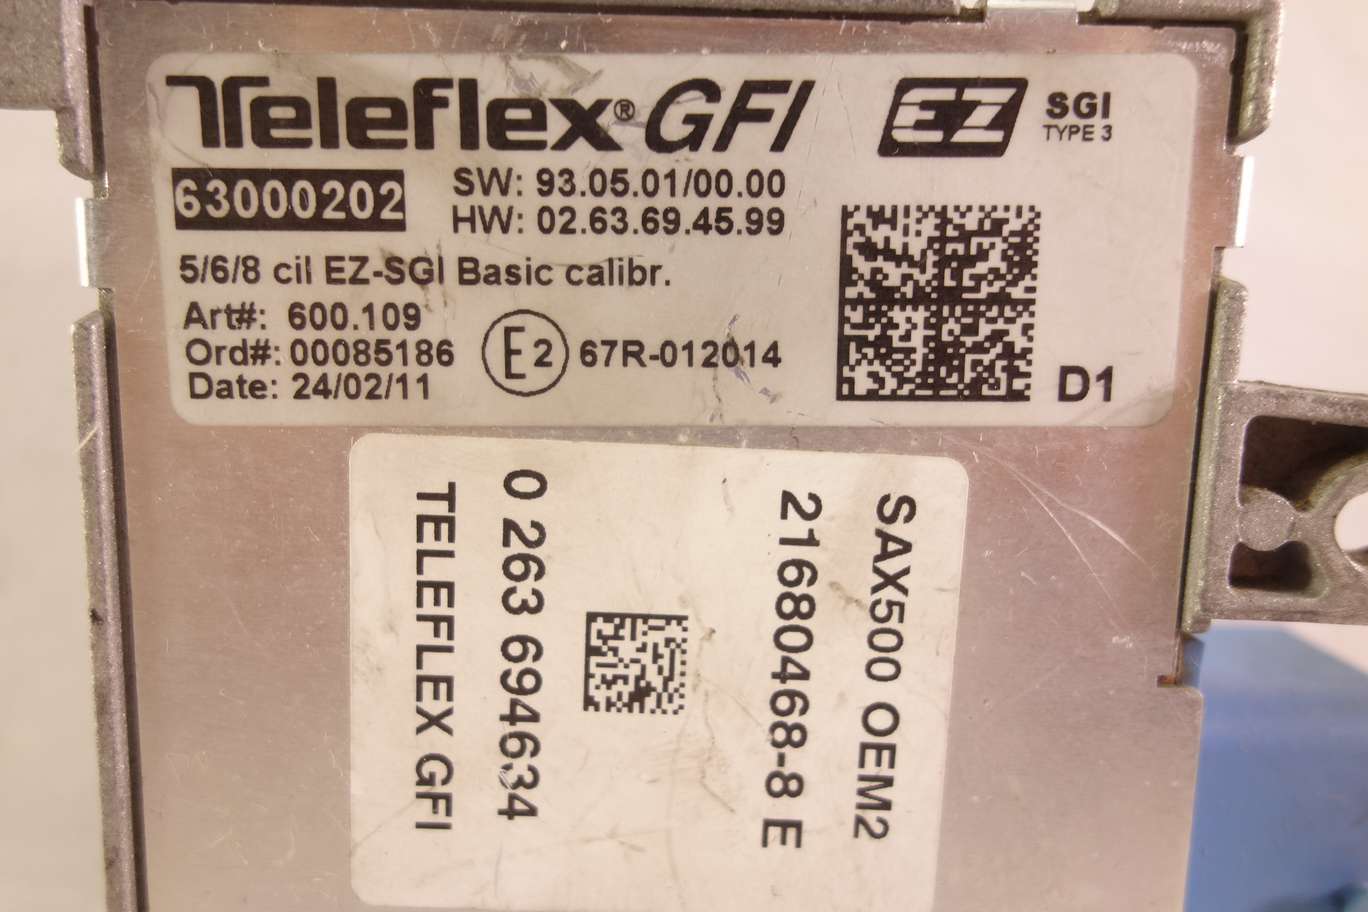 Teleflex® GFI EZ SGI
TYPE 3
63000202
SW: 93.05.01/00.00
HW: 02.63.69.45.99
5/6/8 cil EZ-SGI Basic calibr.
Art#: 600.109
Ord#: 00085186
Date: 24/02/11
E2 67R-012014
D1
SAX500 OEM2
21680468-8 E
0 263 694634
TELEFLEX GFI